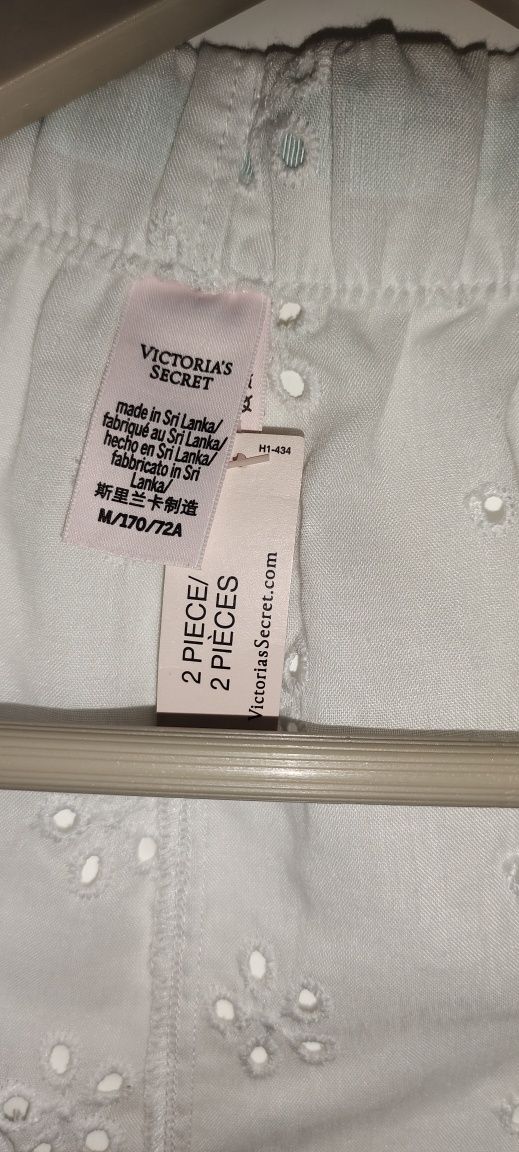 VICTORIA'S
SECRET
made in Sri Lanka/
fabriqué au Sri Lanka/
hecho en Sri Lanka/
fabbricato in Sri
Lanka/
斯里兰卡制造
M/170/72A
H1-434
2 PIECE/
2 PIÈCES
VictoriasSecret.com